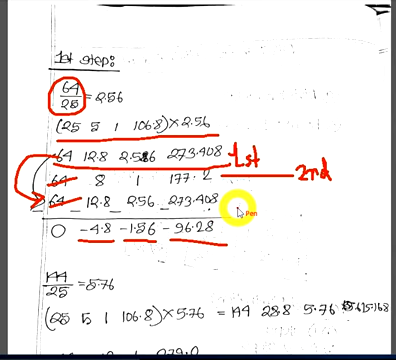 1st step:
64/25 = 2.56
(25 5 1 106.8) × 2.56
64 12.8 2.56 273.408 1st
64 8 1 177.2 2nd
64 _ 12.8 _ 2.56 _ 273.408
Pen
0 -4.8 -1.56 -96.28
144/25 = 5.76
(25 5 1 106.8) × 5.76 = 144 28.8 5.76 615.168